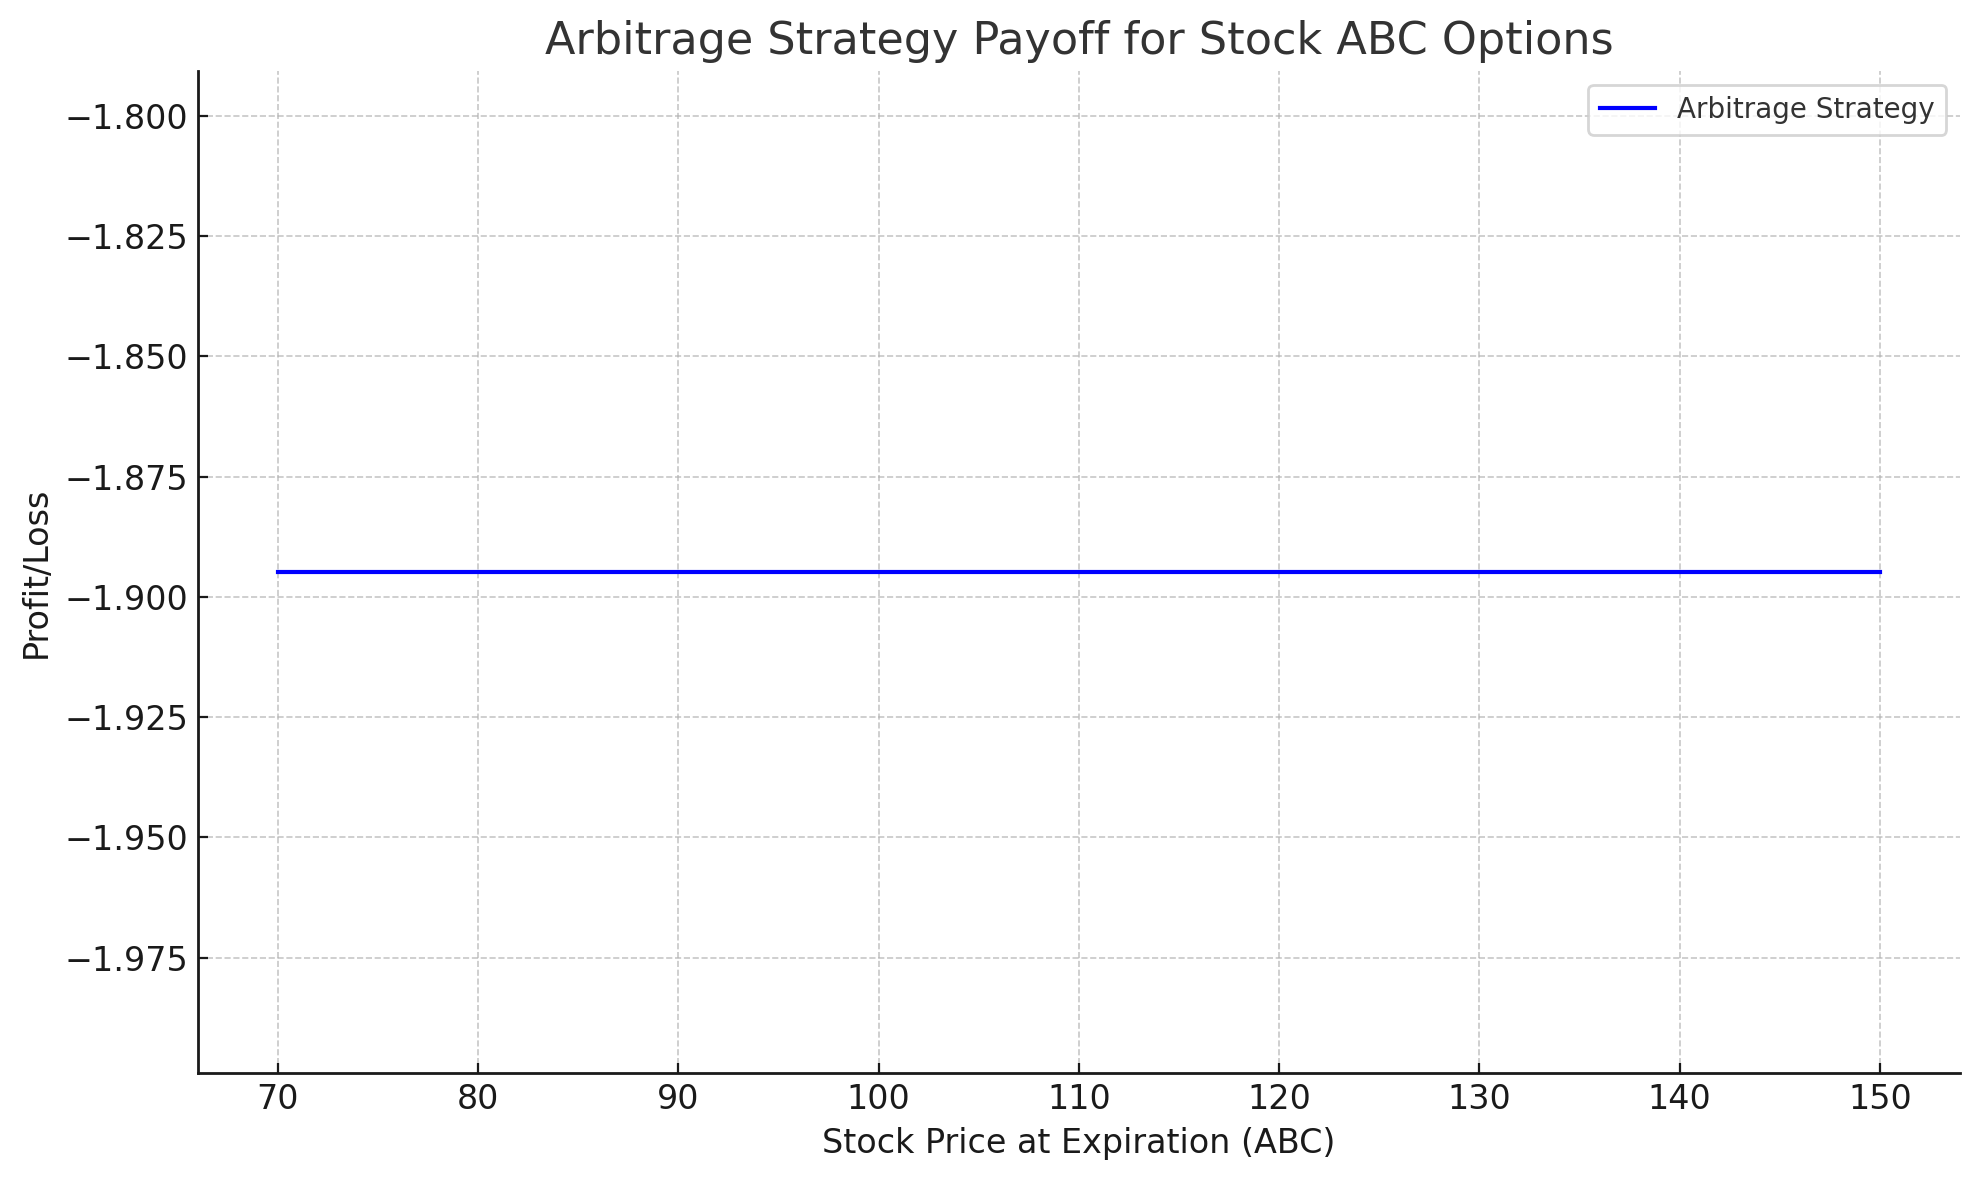 Arbitrage Strategy Payoff for Stock ABC Options
Arbitrage Strategy
Profit/Loss
−1.800
−1.825
−1.850
−1.875
−1.900
−1.925
−1.950
−1.975
70 80 90 100 110 120 130 140 150
Stock Price at Expiration (ABC)